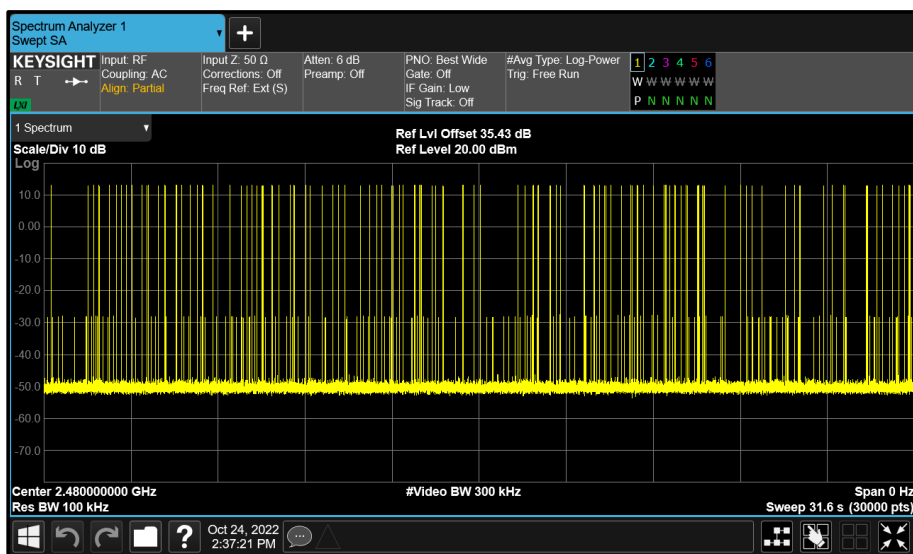 Spectrum Analyzer 1
Swept SA
+
KEYSIGHT
R T
LXI
Input: RF
Coupling: AC
Align: Partial
Input Z: 50 Ω
Corrections: Off
Freq Ref: Ext (S)
Atten: 6 dB
Preamp: Off
PNO: Best Wide
Gate: Off
IF Gain: Low
Sig Track: Off
#Avg Type: Log-Power
Trig: Free Run
1 2 3 4 5 6
W W W W W W
P N N N N N
1 Spectrum
Scale/Div 10 dB
Ref Lvl Offset 35.43 dB
Ref Level 20.00 dBm
Log
10.0
0.00
-10.0
-20.0
-30.0
-40.0
-50.0
-60.0
-70.0
Center 2.480000000 GHz
#Video BW 300 kHz
Span 0 Hz
Res BW 100 kHz
Sweep 31.6 s (30000 pts)
?
Oct 24, 2022
2:37:21 PM